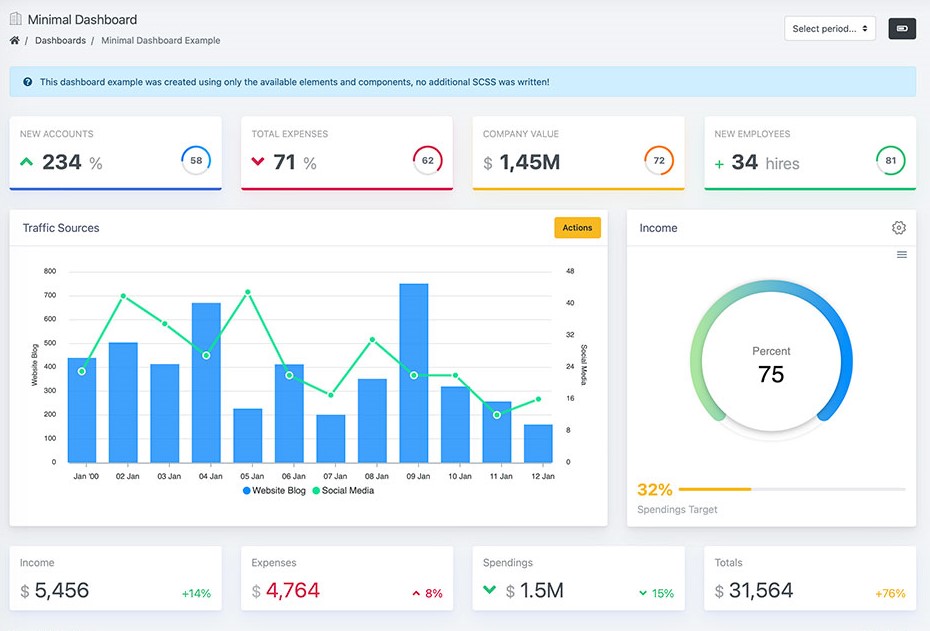 Minimal Dashboard
/ Dashboards / Minimal Dashboard Example
Select period...
This dashboard example was created using only the available elements and components, no additional SCSS was written!
NEW ACCOUNTS
234 %
58
TOTAL EXPENSES
71 %
62
COMPANY VALUE
$ 1,45M
72
NEW EMPLOYEES
+ 34 hires
81
Traffic Sources
Actions
Website Blog
800
700
600
500
400
300
200
100
0
48
40
32
24
16
8
0
Social Media
Jan '00 02 Jan 03 Jan 04 Jan 05 Jan 06 Jan 07 Jan 08 Jan 09 Jan 10 Jan 11 Jan 12 Jan
Website Blog Social Media
Income
Percent
75
32%
Spendings Target
Income
$ 5,456
+14%
Expenses
$ 4,764
8%
Spendings
$ 1.5M
15%
Totals
$ 31,564
+76%